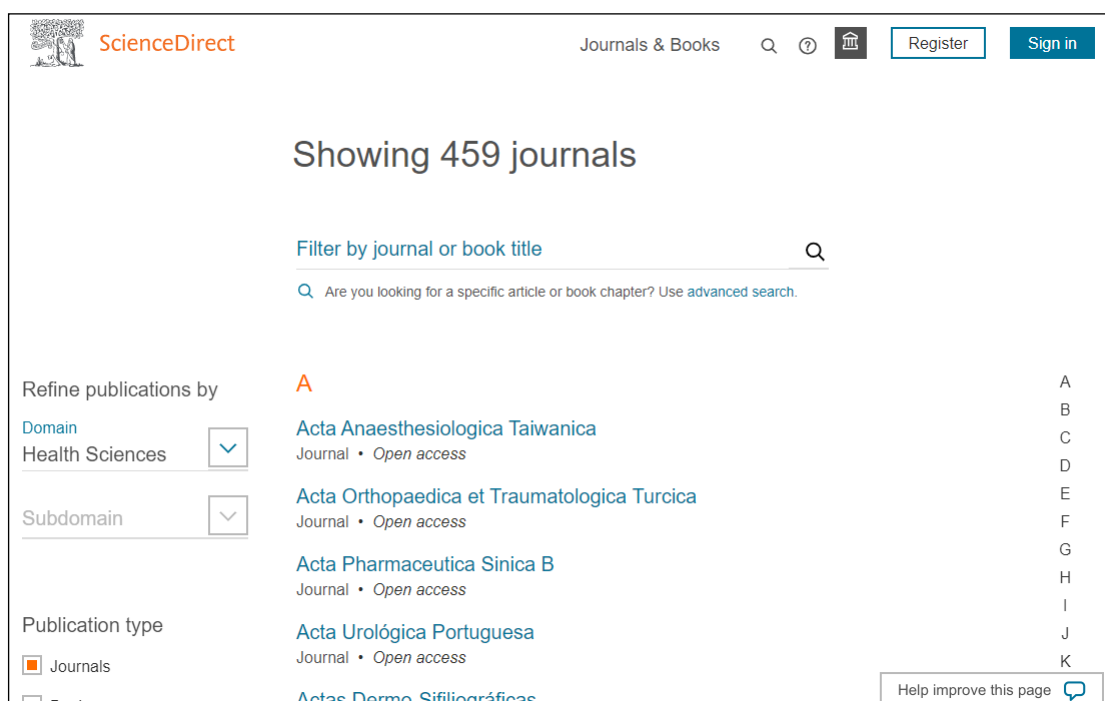 ScienceDirect
Journals & Books
Register
Sign in
Showing 459 journals
Filter by journal or book title
Are you looking for a specific article or book chapter? Use advanced search.
Refine publications by
Domain
Health Sciences
Subdomain
Publication type
Journals
A
Acta Anaesthesiologica Taiwanica
Journal • Open access
Acta Orthopaedica et Traumatologica Turcica
Journal • Open access
Acta Pharmaceutica Sinica B
Journal • Open access
Acta Urológica Portuguesa
Journal • Open access
Actas Dermo-Sifiliográficas
A
B
C
D
E
F
G
H
I
J
K
Help improve this page